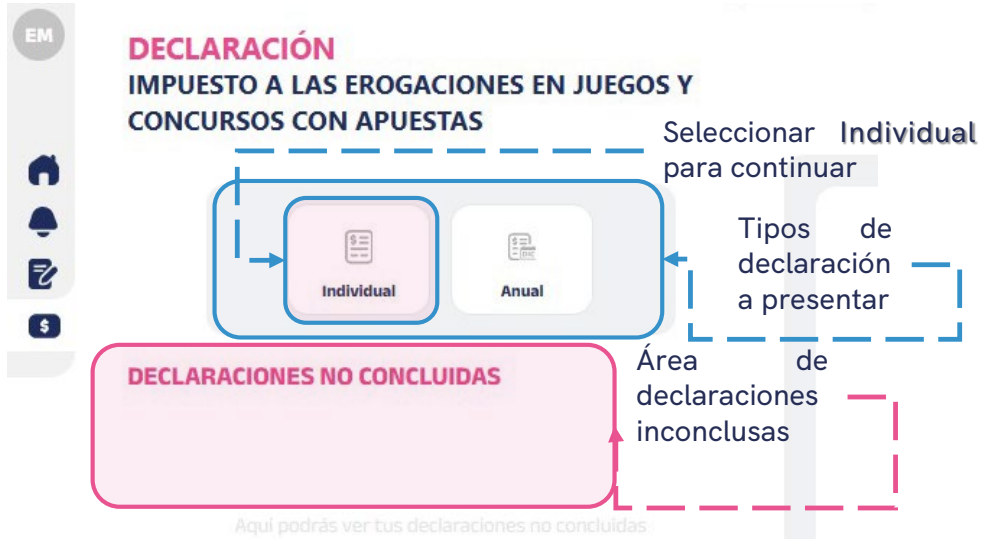 EM
DECLARACIÓN
IMPUESTO A LAS EROGACIONES EN JUEGOS Y
CONCURSOS CON APUESTAS
Seleccionar Individual
para continuar
Individual
Anual
Tipos de
declaración
a presentar
DECLARACIONES NO CONCLUIDAS
Área de
declaraciones
inconclusas
Aquí podrás ver tus declaraciones no concluidas